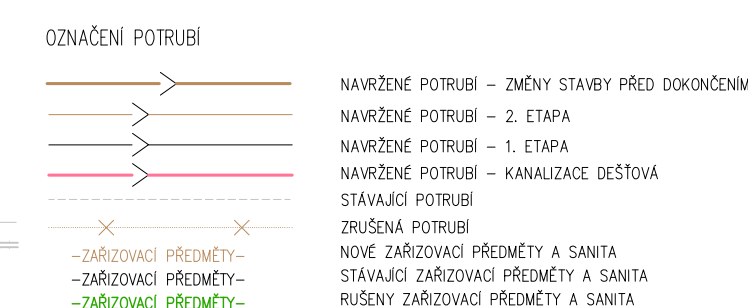 OZNAČENÍ POTRUBÍ
NAVRŽENÉ POTRUBÍ – ZMĚNY STAVBY PŘED DOKONČENÍM
NAVRŽENÉ POTRUBÍ – 2. ETAPA
NAVRŽENÉ POTRUBÍ – 1. ETAPA
NAVRŽENÉ POTRUBÍ – KANALIZACE DEŠŤOVÁ
STÁVAJÍCÍ POTRUBÍ
ZRUŠENÁ POTRUBÍ
–ZAŘIZOVACÍ PŘEDMĚTY– NOVÉ ZAŘIZOVACÍ PŘEDMĚTY A SANITA
–ZAŘIZOVACÍ PŘEDMĚTY– STÁVAJÍCÍ ZAŘIZOVACÍ PŘEDMĚTY A SANITA
–ZAŘIZOVACÍ PŘEDMĚTY– RUŠENY ZAŘIZOVACÍ PŘEDMĚTY A SANITA